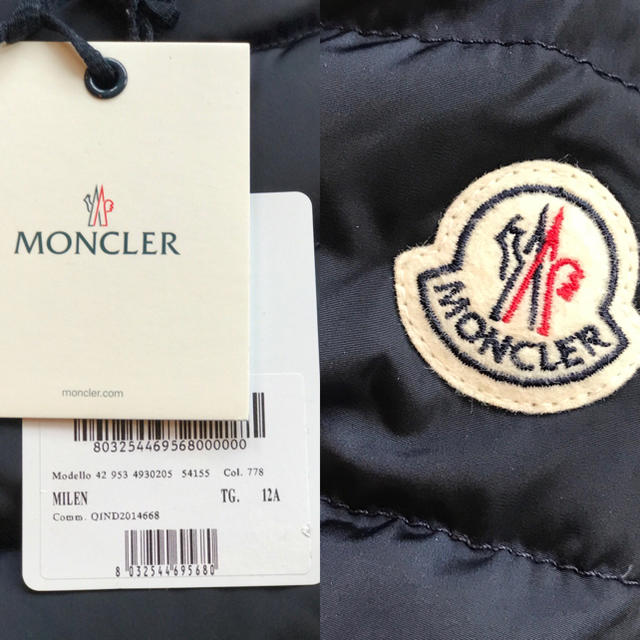 MONCLER
moncler.com
803254469568000000
Modello 42 953 4930205 54155 Col. 778
MILEN TG. 12A
Comm. QIND2014668
8 032544 695680
MONCLER